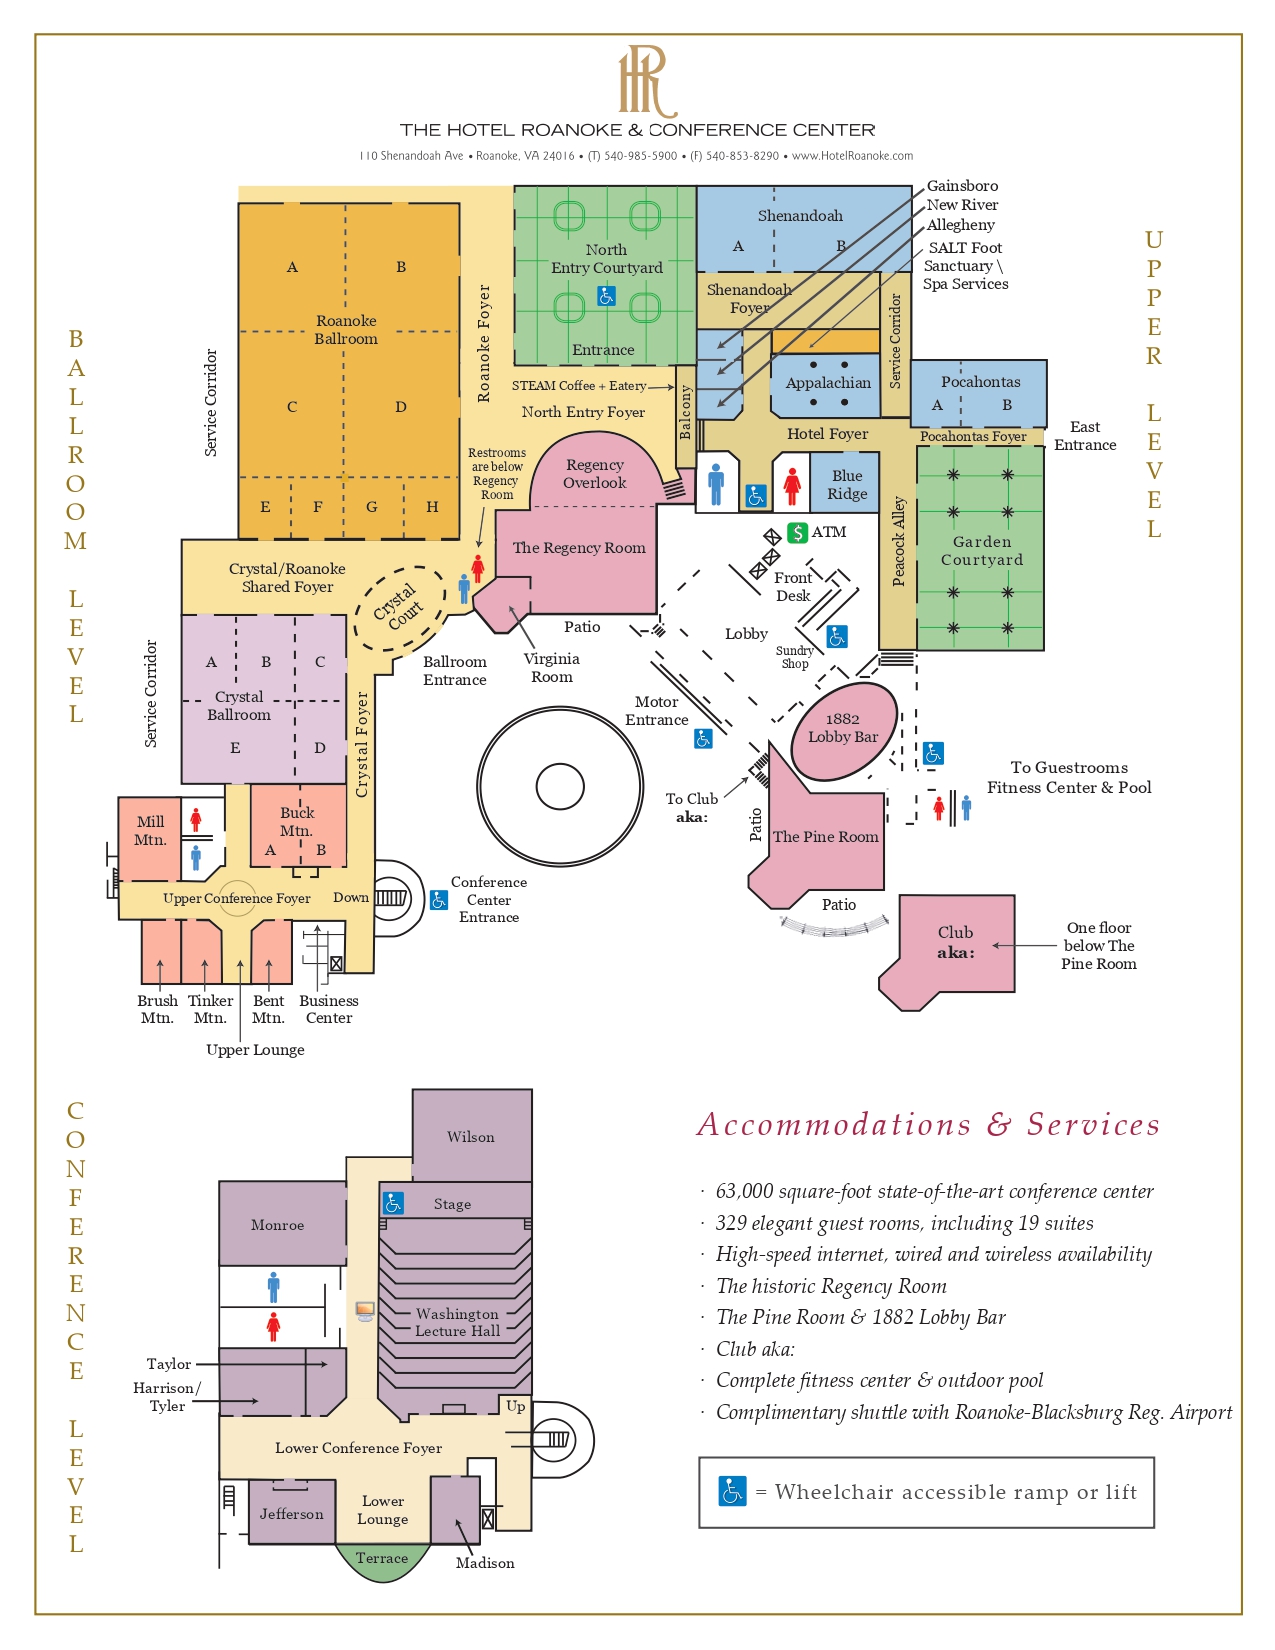 HR
THE HOTEL ROANOKE & CONFERENCE CENTER
110 Shenandoah Ave • Roanoke, VA 24016 • (T) 540-985-5900 • (F) 540-853-8290 • www.HotelRoanoke.com
BALLROOM LEVEL
UPPER LEVEL
A
B
Roanoke
Ballroom
C
D
E
F
G
H
Service Corridor
Roanoke Foyer
North
Entry Courtyard
Entrance
STEAM Coffee + Eatery
North Entry Foyer
Balcony
Shenandoah
A
B
Shenandoah
Foyer
Gainsboro
New River
Allegheny
SALT Foot
Sanctuary \
Spa Services
Service Corridor
Appalachian
Pocahontas
A
B
Hotel Foyer
Pocahontas Foyer
East
Entrance
Restrooms
are below
Regency
Room
Regency
Overlook
Blue
Ridge
The Regency Room
$
ATM
Front
Desk
Peacock Alley
Garden
Courtyard
Crystal/Roanoke
Shared Foyer
Crystal
Court
Patio
Lobby
Sundry
Shop
Service Corridor
A
B
C
Crystal
Ballroom
E
D
Crystal Foyer
Ballroom
Entrance
Virginia
Room
Motor
Entrance
1882
Lobby Bar
To Club
aka:
Patio
The Pine Room
To Guestrooms
Fitness Center & Pool
Mill
Mtn.
Buck
Mtn.
A
B
Upper Conference Foyer
Down
Conference
Center
Entrance
Patio
Club
aka:
One floor
below The
Pine Room
Brush
Mtn.
Tinker
Mtn.
Bent
Mtn.
Business
Center
Upper Lounge
CONFERENCE LEVEL
Wilson
Stage
Monroe
Washington
Lecture Hall
Taylor
Harrison/
Tyler
Up
Lower Conference Foyer
Jefferson
Lower
Lounge
Terrace
Madison
Accommodations & Services
· 63,000 square-foot state-of-the-art conference center
· 329 elegant guest rooms, including 19 suites
· High-speed internet, wired and wireless availability
· The historic Regency Room
· The Pine Room & 1882 Lobby Bar
· Club aka:
· Complete fitness center & outdoor pool
· Complimentary shuttle with Roanoke-Blacksburg Reg. Airport
= Wheelchair accessible ramp or lift